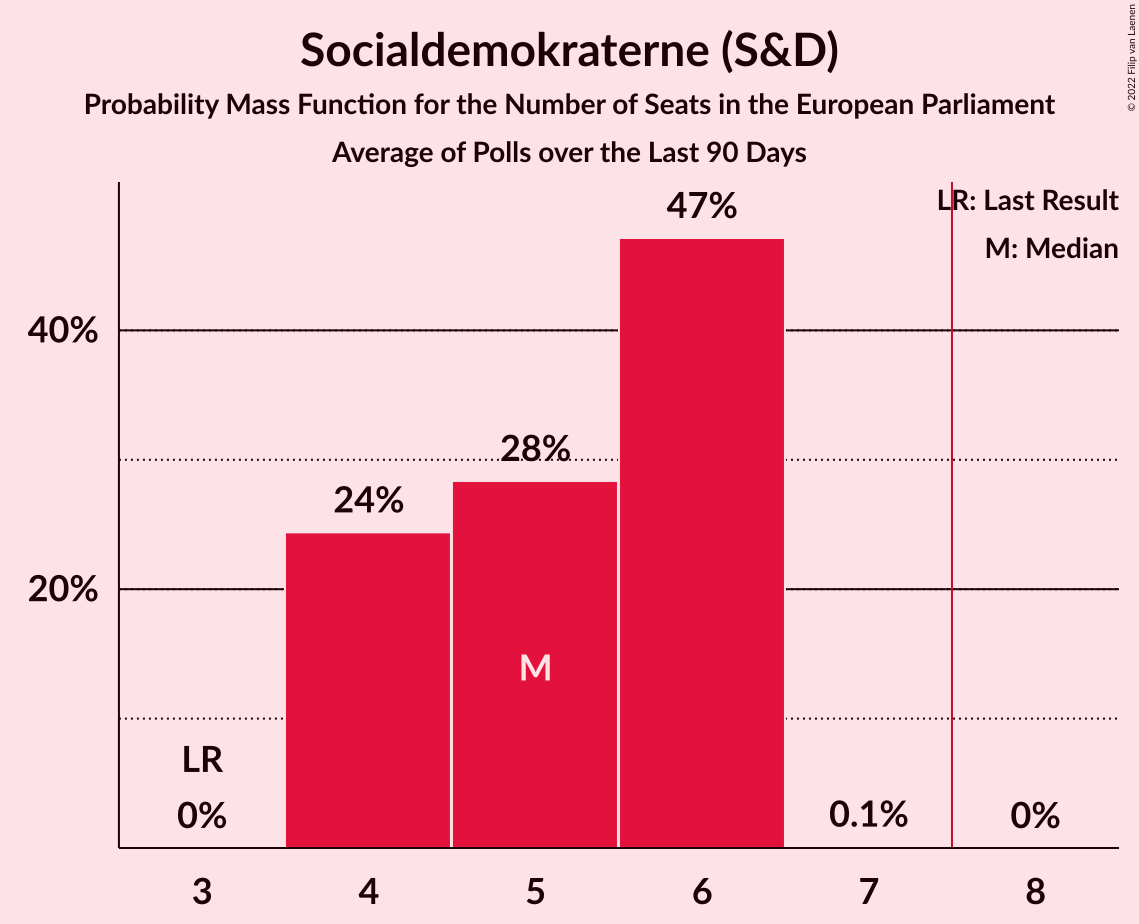 Socialdemokraterne (S&D)
Probability Mass Function for the Number of Seats in the European Parliament
Average of Polls over the Last 90 Days
© 2022 Filip van Laenen
LR: Last Result
M: Median
47%
40%
28%
24%
20%
M
LR
0%
0.1%
0%
3 4 5 6 7 8